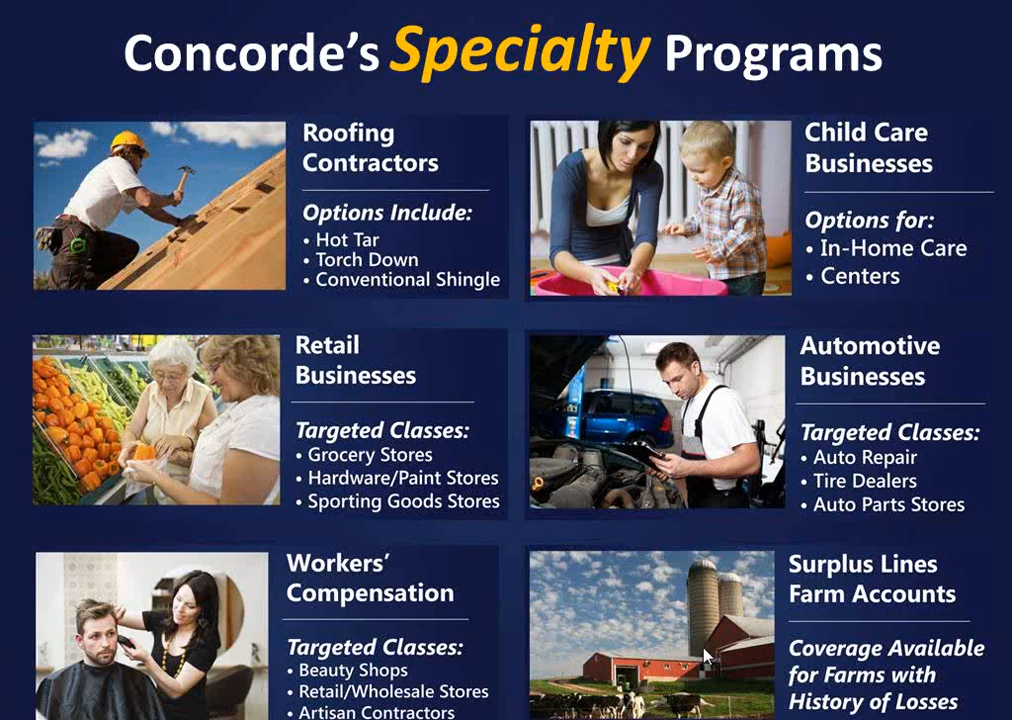 Concorde's Specialty Programs
Roofing
Contractors
Options Include:
• Hot Tar
• Torch Down
• Conventional Shingle
Child Care
Businesses
Options for:
• In-Home Care
• Centers
Retail
Businesses
Targeted Classes:
• Grocery Stores
• Hardware/Paint Stores
• Sporting Goods Stores
Automotive
Businesses
Targeted Classes:
• Auto Repair
• Tire Dealers
• Auto Parts Stores
Workers'
Compensation
Targeted Classes:
• Beauty Shops
• Retail/Wholesale Stores
• Artisan Contractors
Surplus Lines
Farm Accounts
Coverage Available
for Farms with
History of Losses